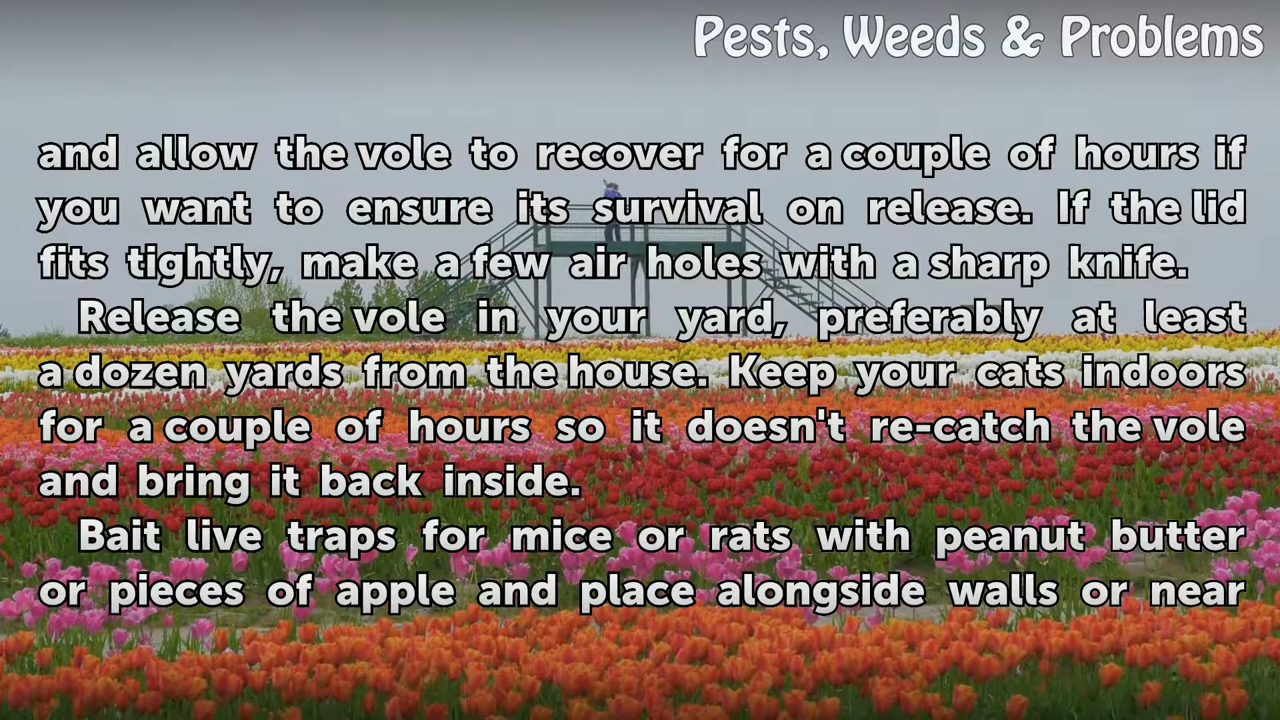 Pests, Weeds & Problems
and allow the vole to recover for a couple of hours if
you want to ensure its survival on release. If the lid
fits tightly, make a few air holes with a sharp knife.
Release the vole in your yard, preferably at least
a dozen yards from the house. Keep your cats indoors
for a couple of hours so it doesn't re-catch the vole
and bring it back inside.
Bait live traps for mice or rats with peanut butter
or pieces of apple and place alongside walls or near